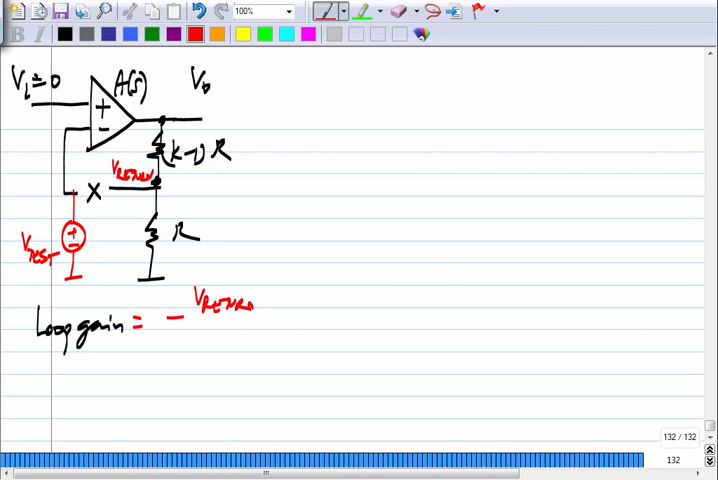 100%
B I U
Vi = 0 A(s) Vo
(k-1) R
VRETURN
X
R
VTEST
Loop gain = - VRETURN
132 / 132
132